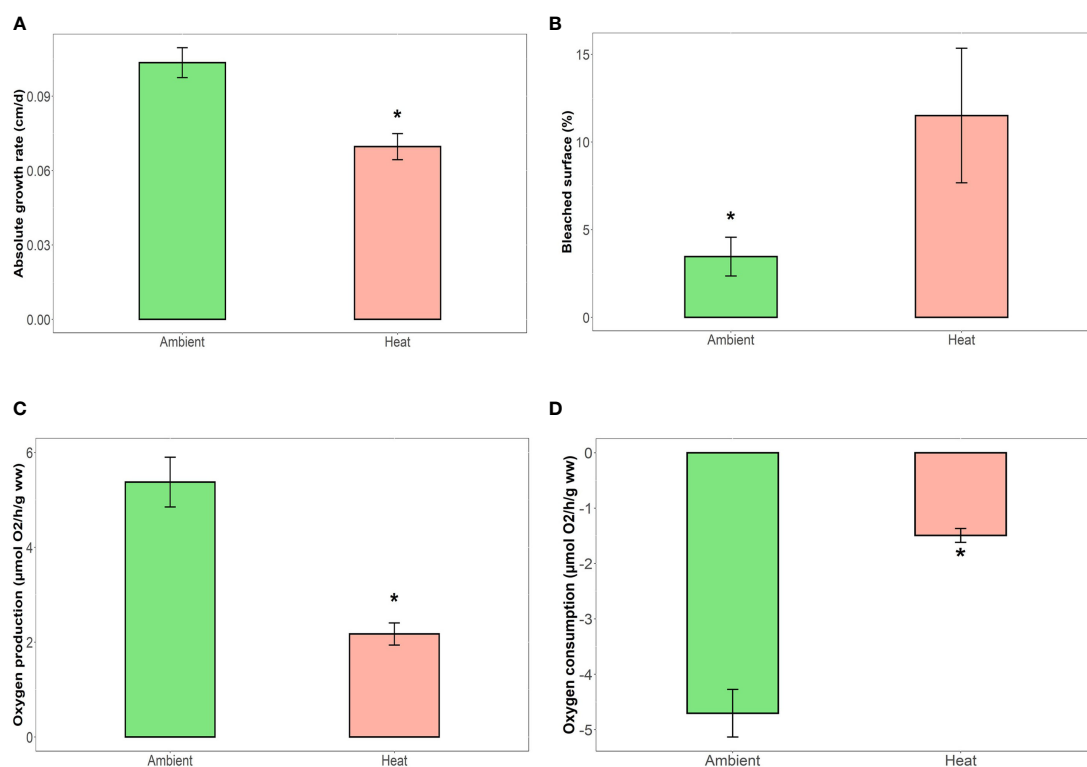 A
Absolute growth rate (cm/d)
0.09
0.06
0.03
0.00
*
Ambient
Heat
B
Bleached surface (%)
15
10
5
0
*
Ambient
Heat
C
Oxygen production (µmol O2/h/g ww)
6
4
2
0
*
Ambient
Heat
D
Oxygen consumption (µmol O2/h/g ww)
0
-1
-2
-3
-4
-5
*
Ambient
Heat